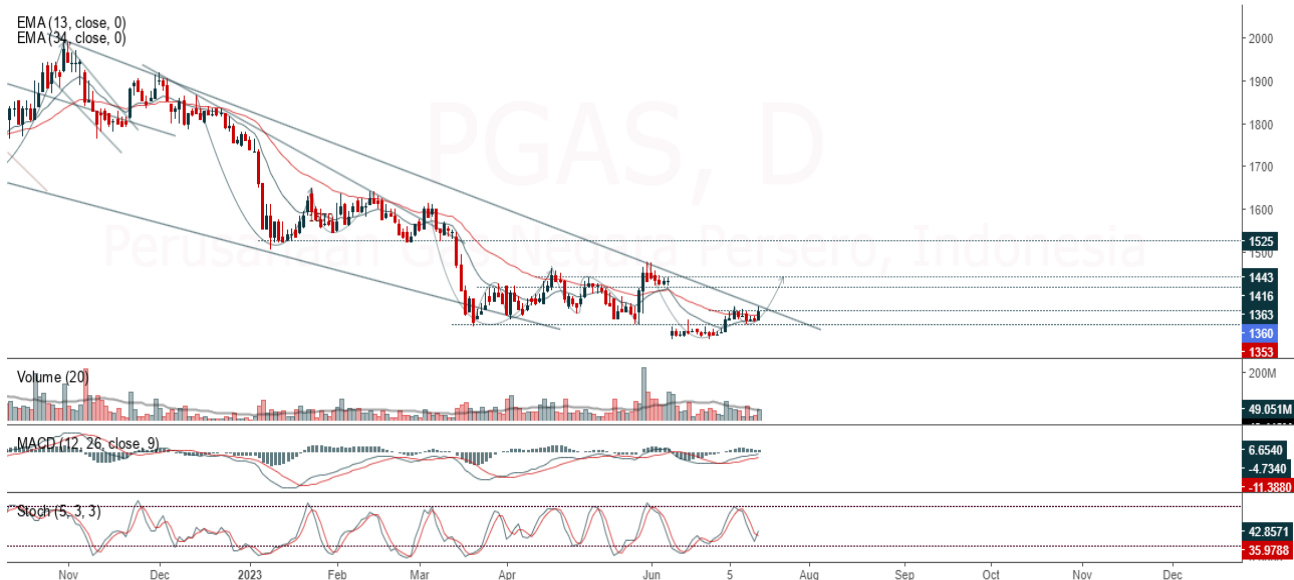 EMA (13, close, 0)
EMA (34, close, 0)
PGAS, D
Perusahaan Gas Negara Persero, Indonesia
2000
1900
1800
1700
1600
1525
1500
1443
1416
1363
1360
1353
Volume (20)
200M
49.051M
MACD (12, 26, close, 9)
6.6540
-4.7340
-11.3880
Stoch (5, 3, 3)
42.8571
35.9788
Nov Dec 2023 Feb Mar Apr Jun 5 Aug Sep Oct Nov Dec